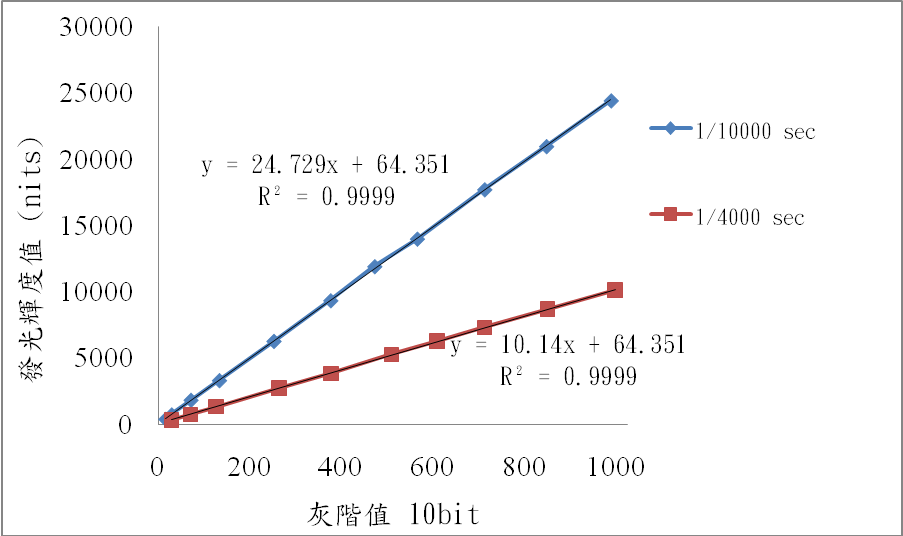 30000
25000
20000
15000
10000
5000
0
發光輝度值 (nits)
y = 24.729x + 64.351
R² = 0.9999
y = 10.14x + 64.351
R² = 0.9999
1/10000 sec
1/4000 sec
0 200 400 600 800 1000
灰階值 10bit